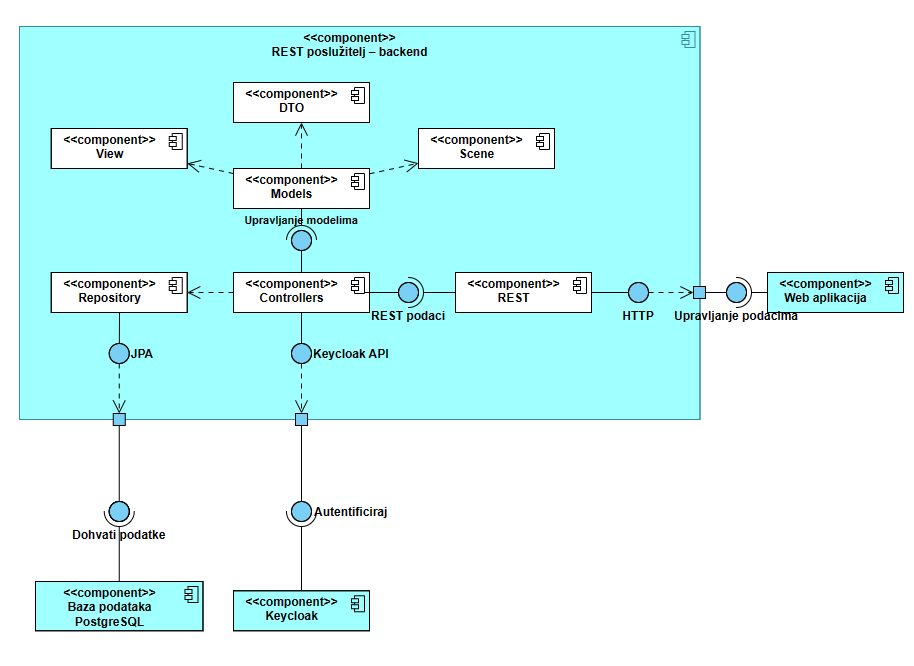 <<component>>
REST poslužitelj – backend
<<component>>
DTO
<<component>>
View
<<component>>
Scene
<<component>>
Models
Upravljanje modelima
<<component>>
Repository
<<component>>
Controllers
REST podaci
<<component>>
REST
HTTP
Upravljanje podacima
<<component>>
Web aplikacija
JPA
Keycloak API
Dohvati podatke
Autentificiraj
<<component>>
Baza podataka
PostgreSQL
<<component>>
Keycloak